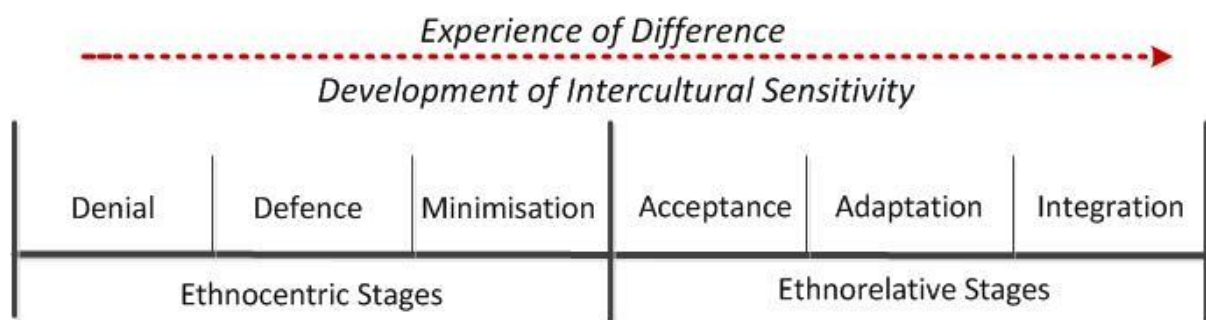 Experience of Difference
Development of Intercultural Sensitivity
Denial Defence Minimisation Acceptance Adaptation Integration
Ethnocentric Stages Ethnorelative Stages